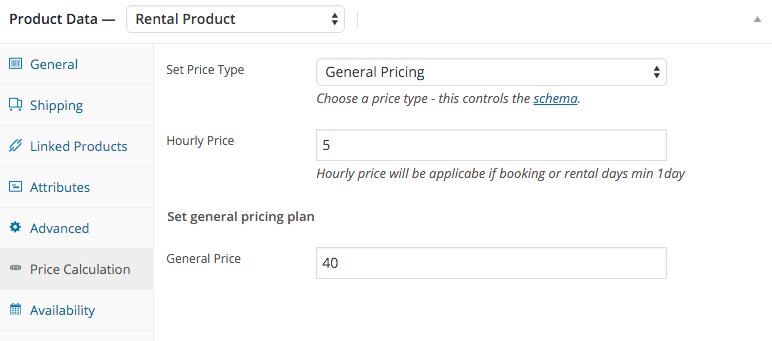 Product Data — Rental Product
General
Shipping
Linked Products
Attributes
Advanced
Price Calculation
Availability
Set Price Type
General Pricing
Choose a price type - this controls the schema.
Hourly Price
5
Hourly price will be applicabe if booking or rental days min 1day
Set general pricing plan
General Price
40